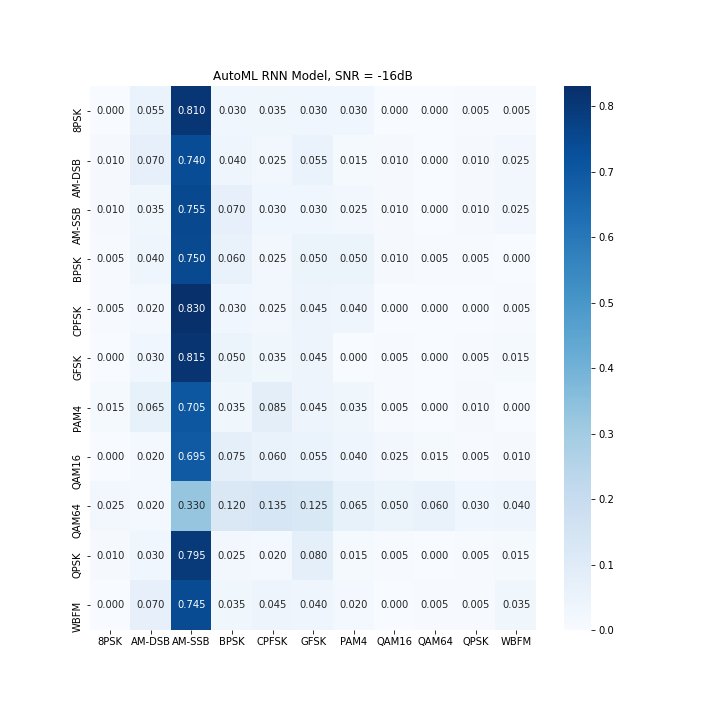 AutoML RNN Model, SNR = -16dB
8PSK 0.000 0.055 0.810 0.030 0.035 0.030 0.030 0.000 0.000 0.005 0.005
AM-DSB 0.010 0.070 0.740 0.040 0.025 0.055 0.015 0.010 0.000 0.010 0.025
AM-SSB 0.010 0.035 0.755 0.070 0.030 0.030 0.025 0.010 0.000 0.010 0.025
BPSK 0.005 0.040 0.750 0.060 0.025 0.050 0.050 0.010 0.005 0.005 0.000
CPFSK 0.005 0.020 0.830 0.030 0.025 0.045 0.040 0.000 0.000 0.000 0.005
GFSK 0.000 0.030 0.815 0.050 0.035 0.045 0.000 0.005 0.000 0.005 0.015
PAM4 0.015 0.065 0.705 0.035 0.085 0.045 0.035 0.005 0.000 0.010 0.000
QAM16 0.000 0.020 0.695 0.075 0.060 0.055 0.040 0.025 0.015 0.005 0.010
QAM64 0.025 0.020 0.330 0.120 0.135 0.125 0.065 0.050 0.060 0.030 0.040
QPSK 0.010 0.030 0.795 0.025 0.020 0.080 0.015 0.005 0.000 0.005 0.015
WBFM 0.000 0.070 0.745 0.035 0.045 0.040 0.020 0.000 0.005 0.005 0.035
8PSK AM-DSB AM-SSB BPSK CPFSK GFSK PAM4 QAM16 QAM64 QPSK WBFM
0.8
0.7
0.6
0.5
0.4
0.3
0.2
0.1
0.0